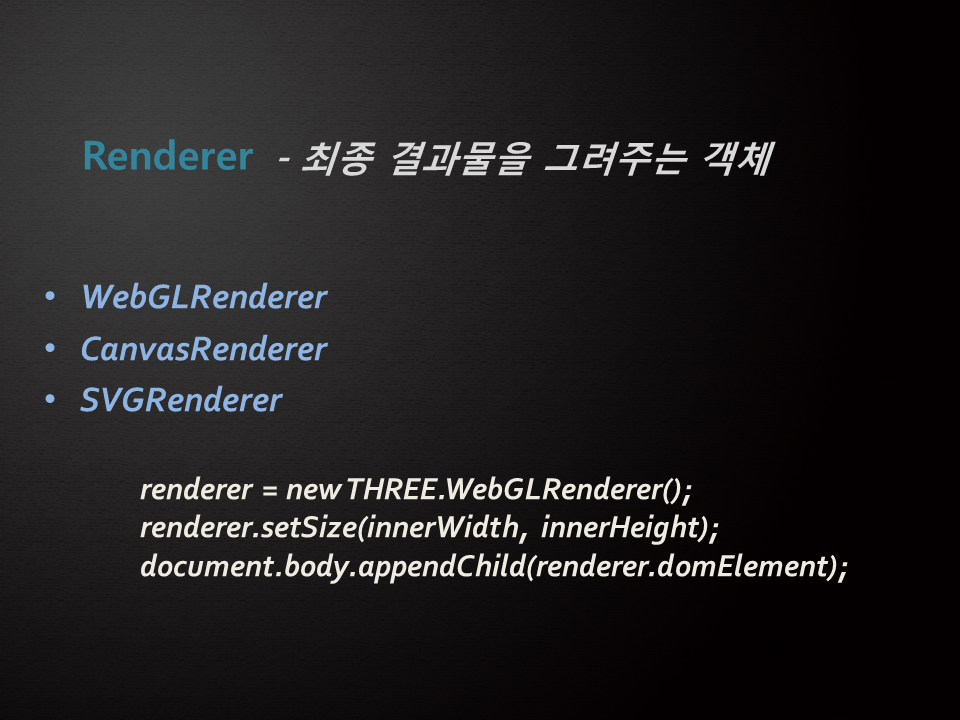 Renderer - 최종 결과물을 그려주는 객체
• WebGLRenderer
• CanvasRenderer
• SVGRenderer
renderer = new THREE.WebGLRenderer();
renderer.setSize(innerWidth, innerHeight);
document.body.appendChild(renderer.domElement);